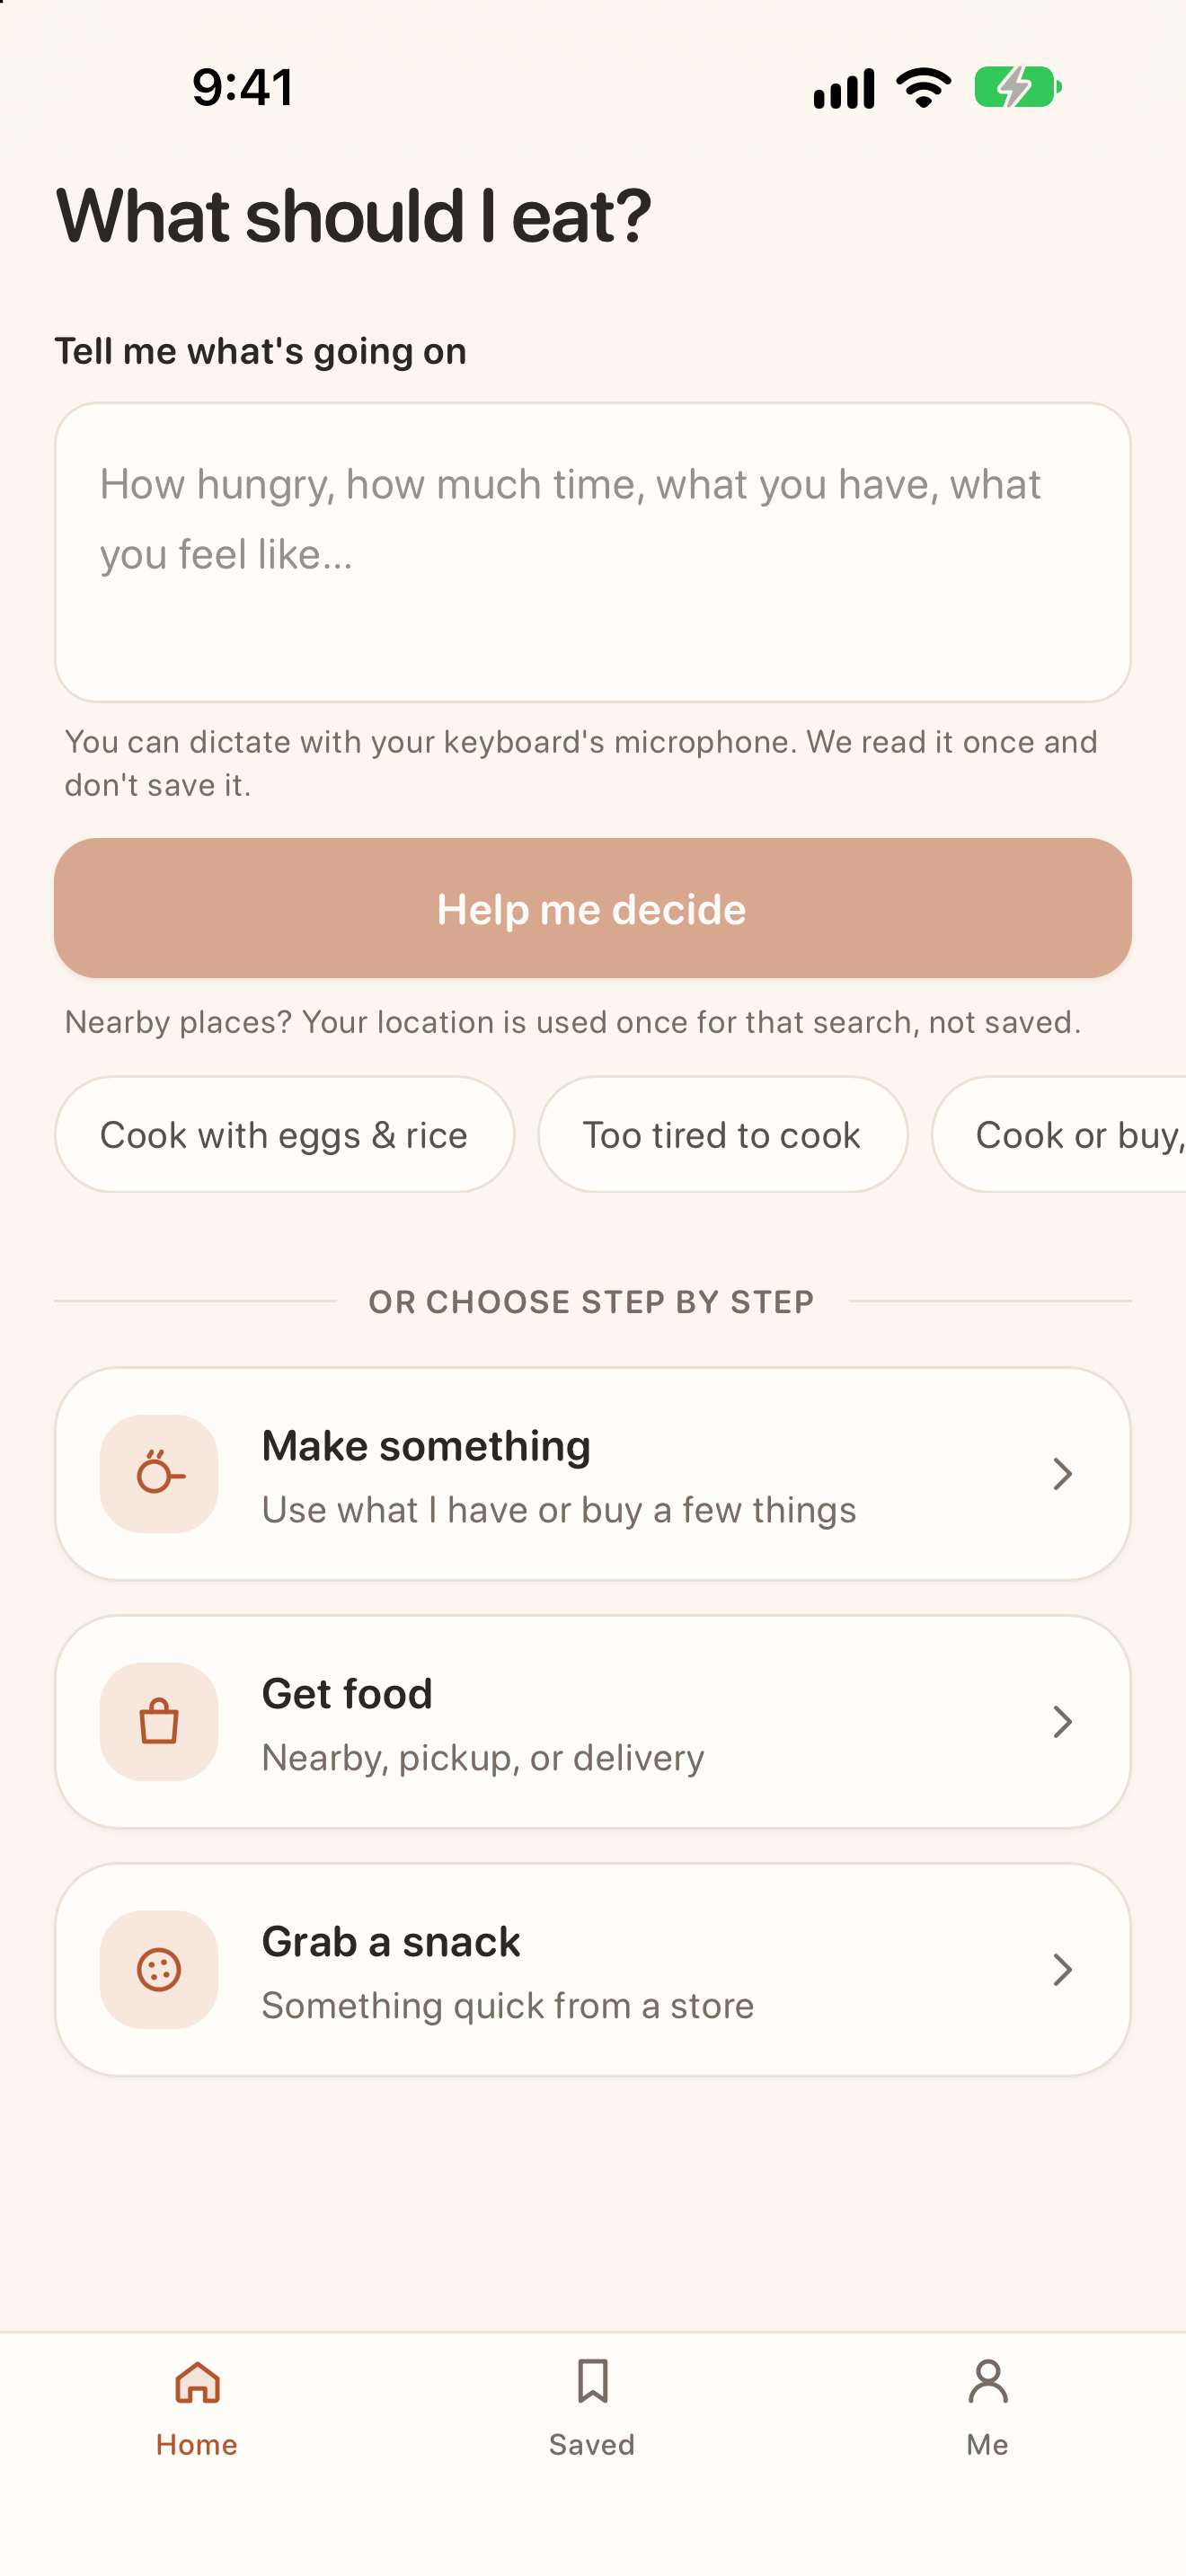 9:41
What should I eat?
Tell me what's going on
How hungry, how much time, what you have, what
you feel like...
You can dictate with your keyboard's microphone. We read it once and
don't save it.
Help me decide
Nearby places? Your location is used once for that search, not saved.
Cook with eggs & rice
Too tired to cook
Cook or buy,
OR CHOOSE STEP BY STEP
Make something
Use what I have or buy a few things
Get food
Nearby, pickup, or delivery
Grab a snack
Something quick from a store
Home
Saved
Me